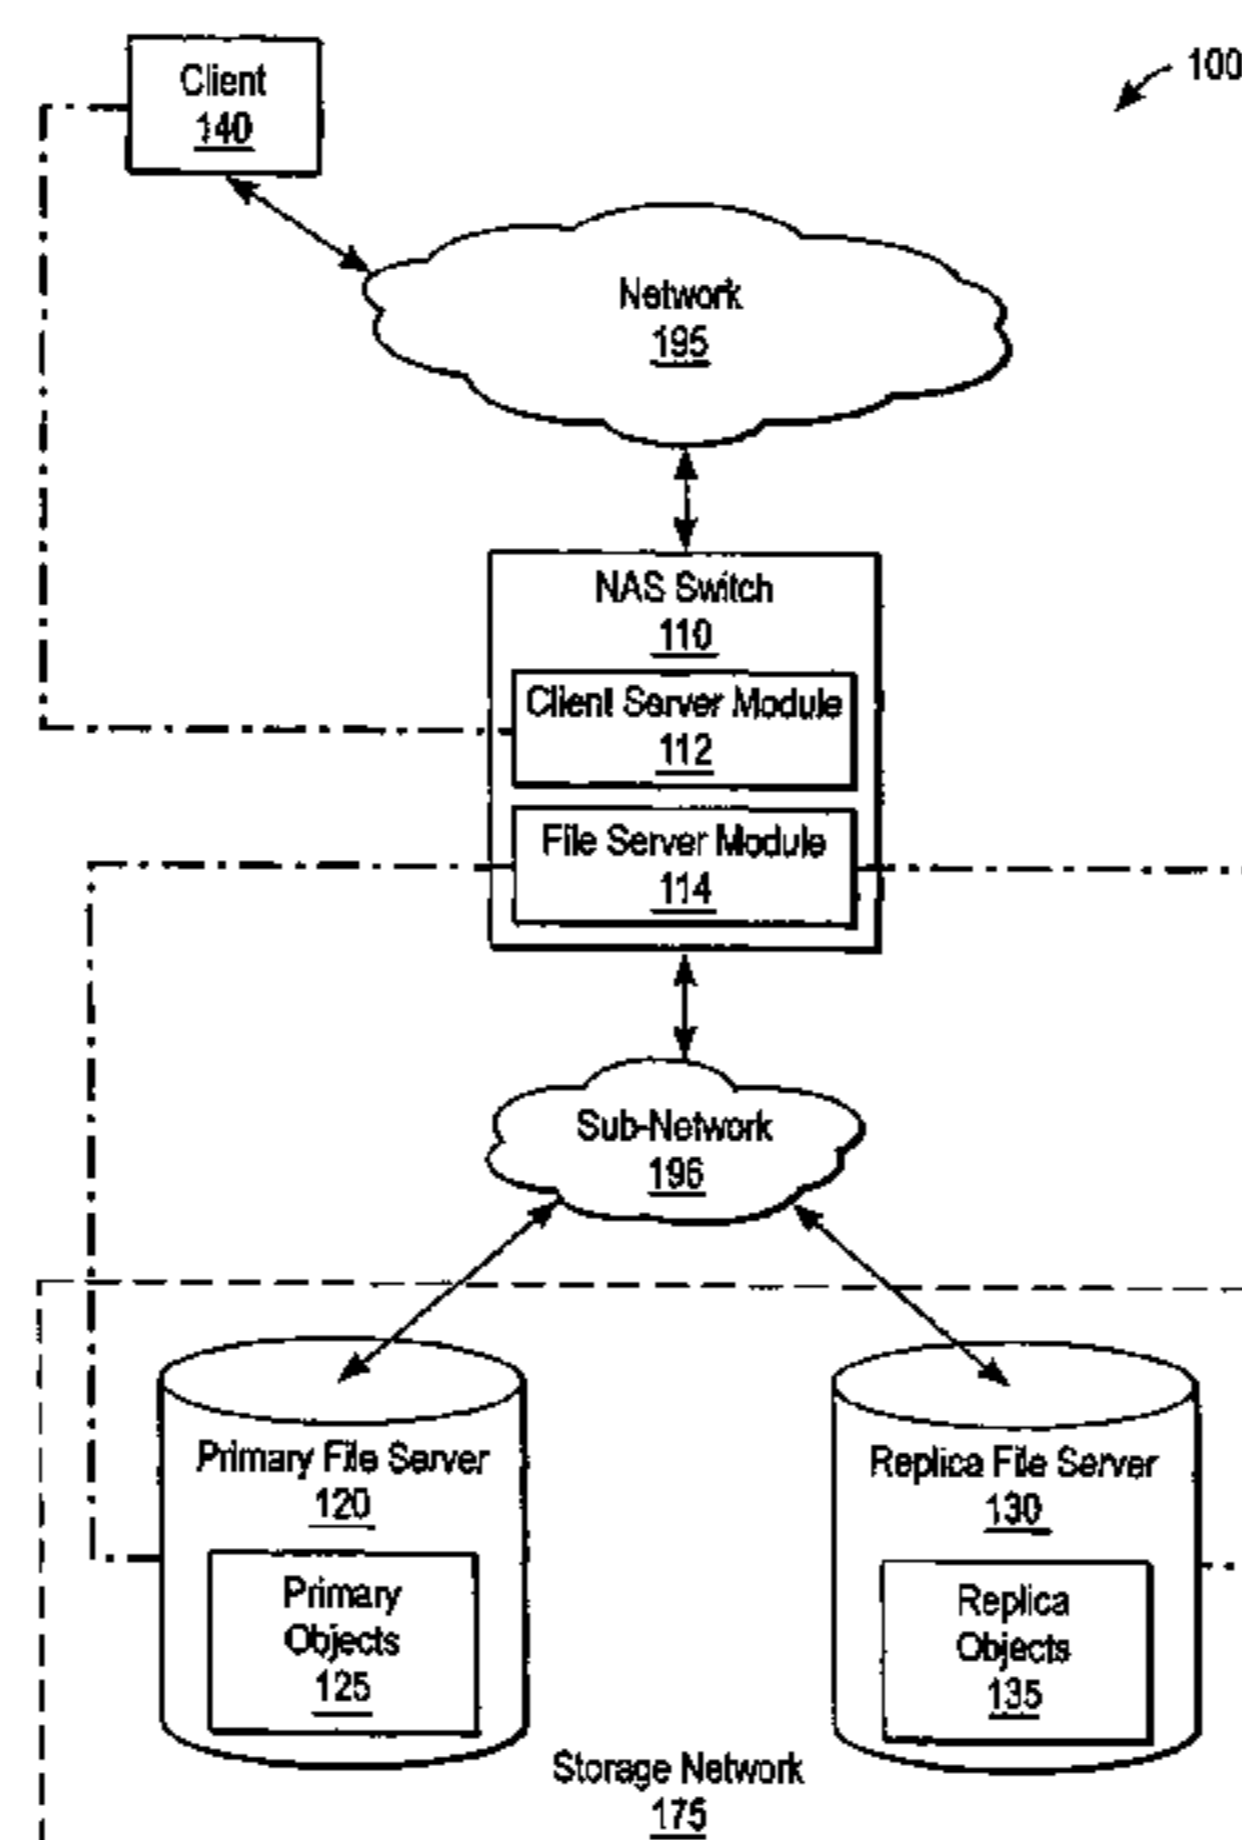 100
Client
140
Network
195
NAS Switch
110
Client Server Module
112
File Server Module
114
Sub-Network
196
Primary File Server
120
Primary
Objects
125
Replica File Server
130
Replica
Objects
135
Storage Network
175